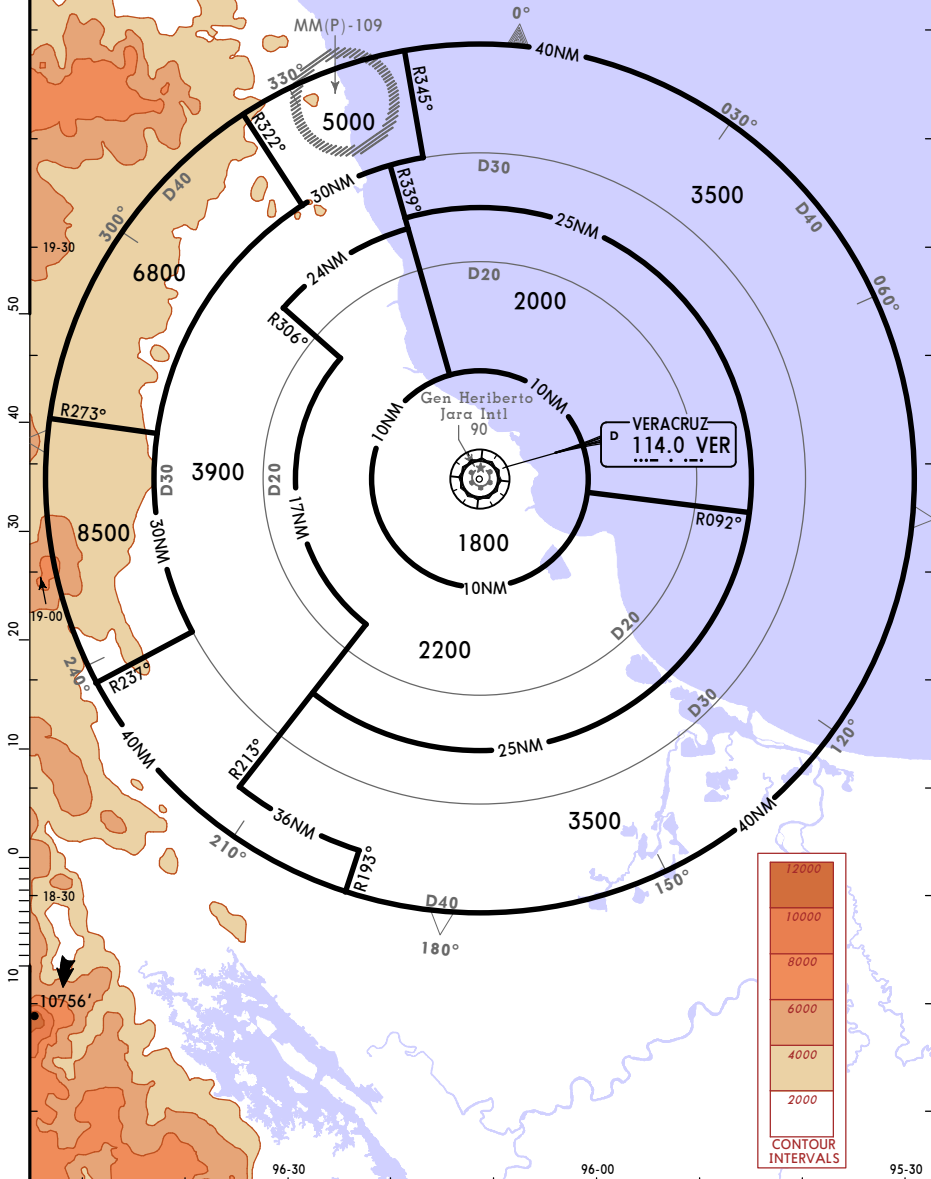 MM(P)-109
0°
330°
40NM
R345°
5000
R322°
030°
D30
30NM
R339°
3500
D40
D40
300°
25NM
24NM
19-30
6800
D20
2000
060°
50
R306°
10NM
Gen Heriberto
Jara Intl
90
10NM
40
R273°
VERACRUZ
D 114.0 VER
3900
D30
D20
17NM
R092°
30
8500
30NM
1800
10NM
19-00
20
D20
2200
240°
R237°
D30
120°
10
40NM
R213°
25NM
36NM
3500
40NM
210°
R193°
150°
0
D40
18-30
180°
10
10756'
12000
10000
8000
6000
4000
2000
CONTOUR
INTERVALS
96-30
96-00
95-30